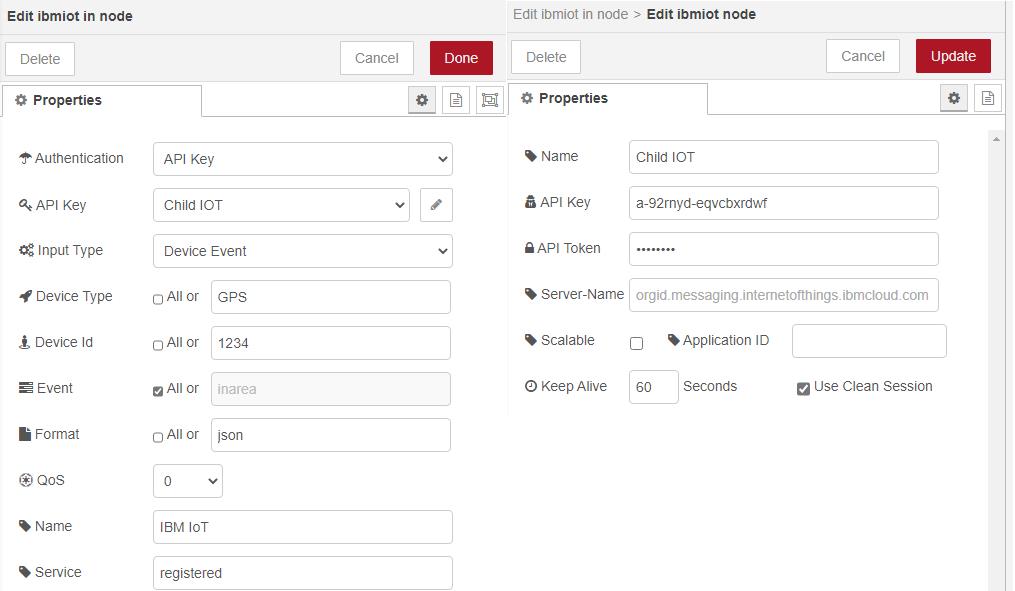 Edit ibmiot in node
Delete
Cancel
Done
Properties
Authentication
API Key
API Key
Child IOT
Input Type
Device Event
Device Type
All or
GPS
Device Id
All or
1234
Event
All or
inarea
Format
All or
json
QoS
0
Name
IBM IoT
Service
registered
Edit ibmiot in node > Edit ibmiot node
Delete
Cancel
Update
Properties
Name
Child IOT
API Key
a-92rnyd-eqvcbxrdwf
API Token
••••••••
Server-Name
orgid.messaging.internetofthings.ibmcloud.com
Scalable
Application ID
Keep Alive
60
Seconds
Use Clean Session